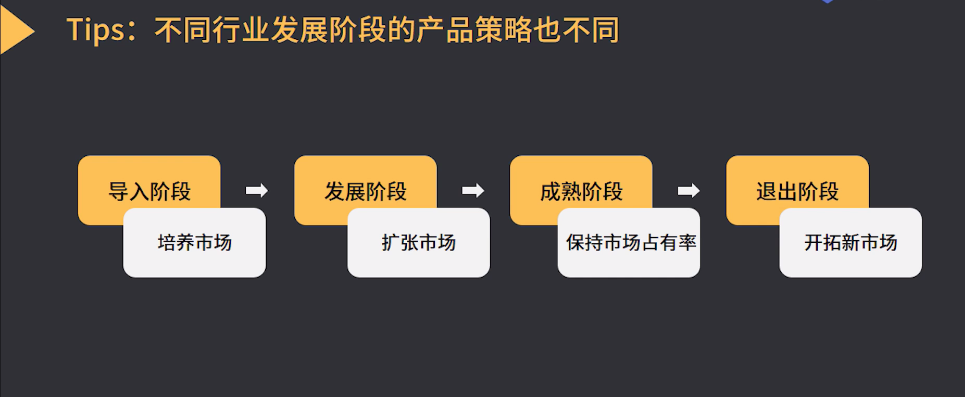 Tips：不同行业发展阶段的产品策略也不同
导入阶段
培养市场
发展阶段
扩张市场
成熟阶段
保持市场占有率
退出阶段
开拓新市场